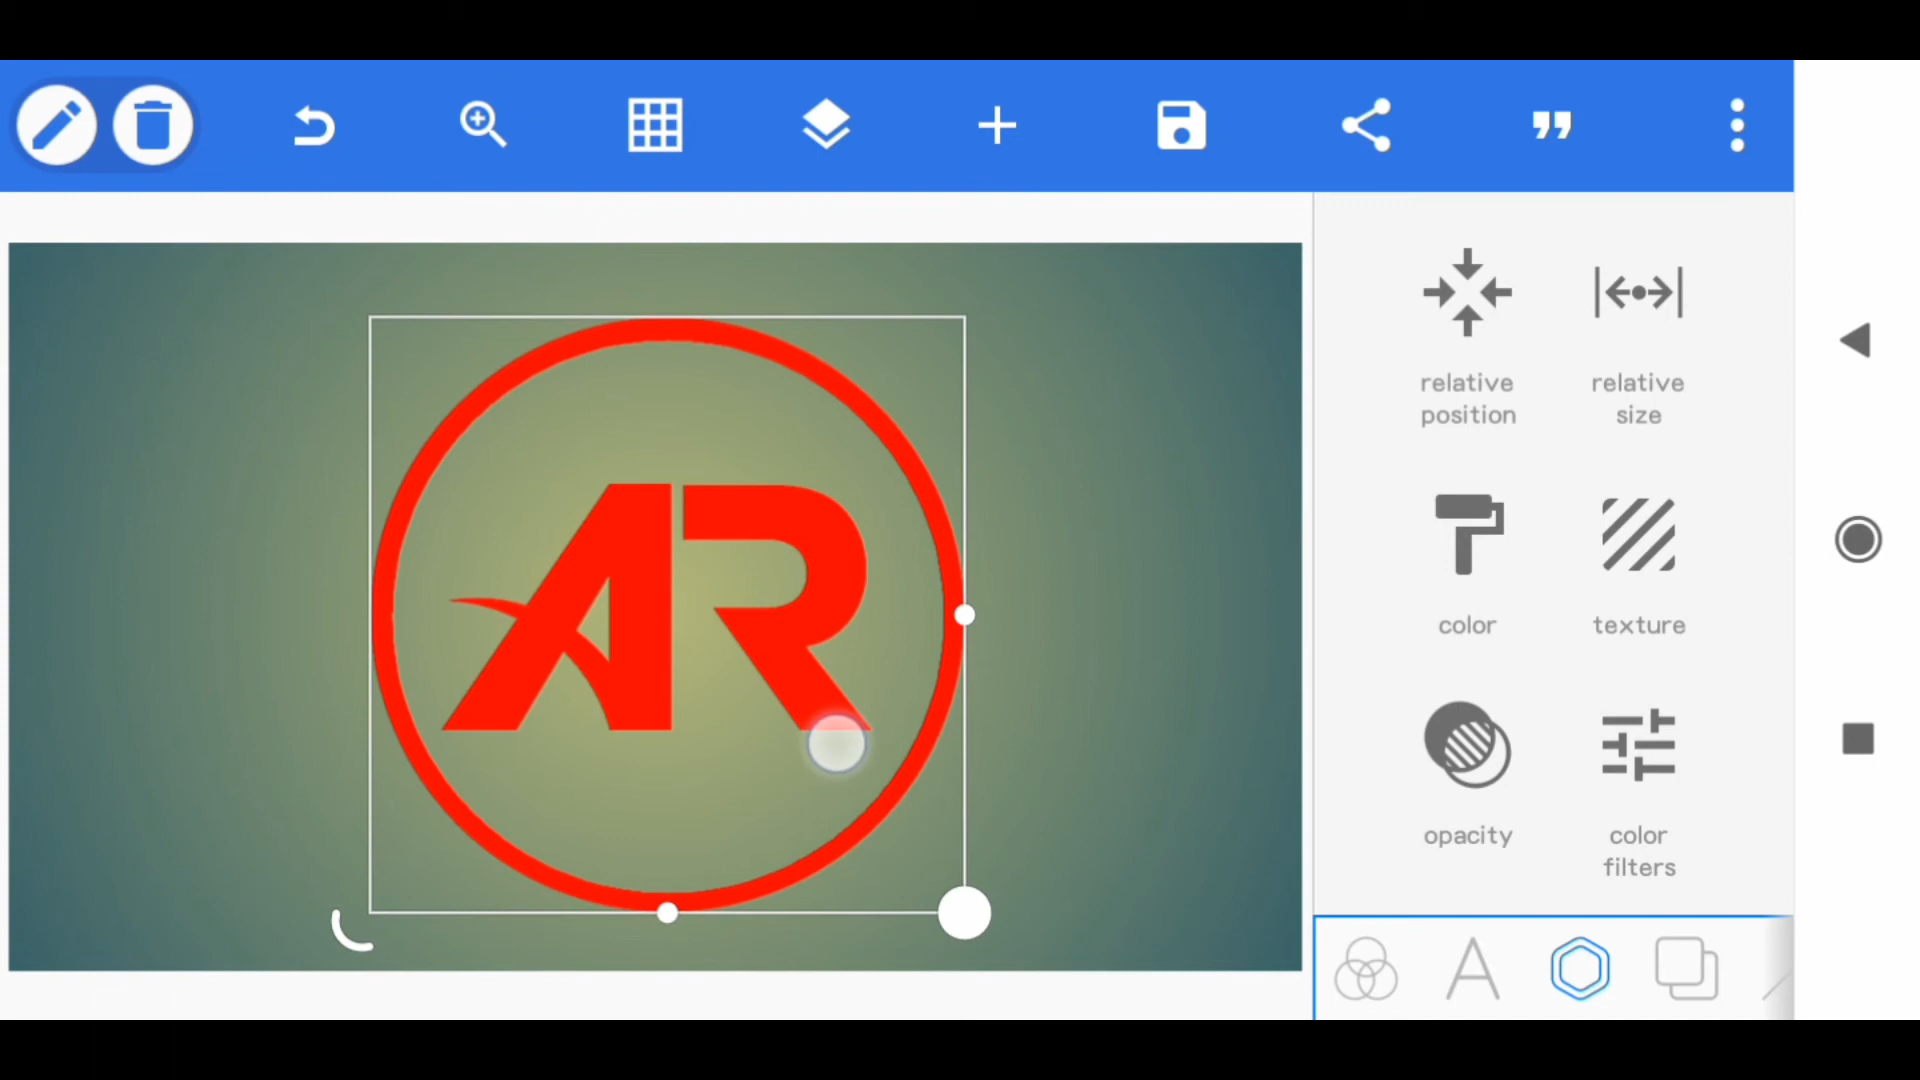 AR
relative
position
relative
size
color
texture
opacity
color
filters